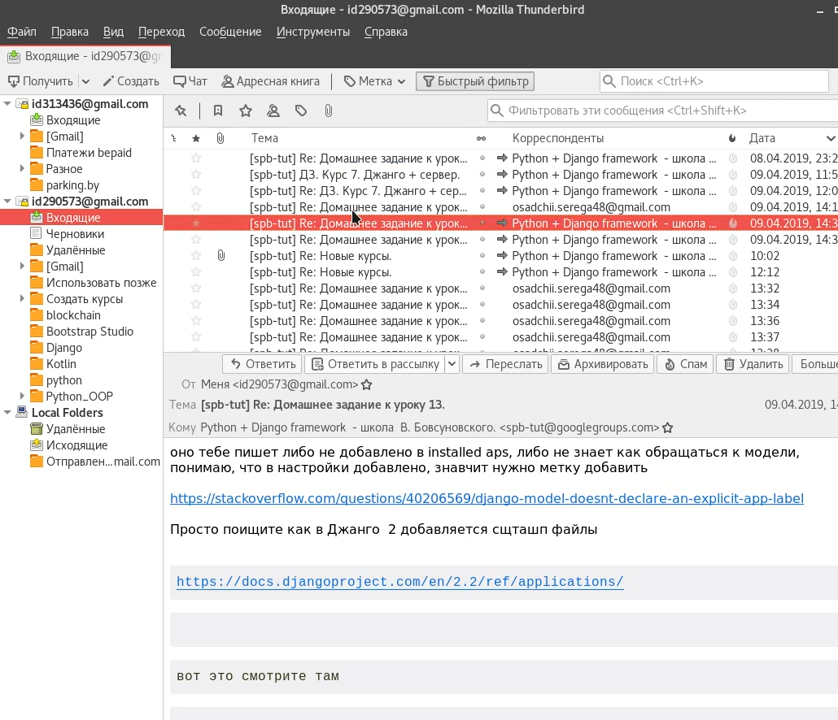 Входящие - id290573@gmail.com - Mozilla Thunderbird
Файл Правка Вид Переход Сообщение Инструменты Справка
Входящие - id290573@gm
Получить Создать Чат Адресная книга Метка Быстрый фильтр Поиск <Ctrl+K>
Фильтровать эти сообщения <Ctrl+Shift+K>
Тема Корреспонденты Дата
id313436@gmail.com
Входящие
[Gmail]
Платежи bepaid
Разное
parking.by
id290573@gmail.com
Входящие
Черновики
Удалённые
[Gmail]
Использовать позже
Создать курсы
blockchain
Bootstrap Studio
Django
Kotlin
python
Python_OOP
Local Folders
Удалённые
Исходящие
Отправлен...mail.com
[spb-tut] Re: Домашнее задание к урок... Python + Django framework - школа ... 08.04.2019, 23:2
[spb-tut] ДЗ. Курс 7. Джанго + сервер. Python + Django framework - школа ... 09.04.2019, 11:5
[spb-tut] Re: ДЗ. Курс 7. Джанго + сер... Python + Django framework - школа ... 09.04.2019, 12:0
[spb-tut] Re: Домашнее задание к урок... osadchii.serega48@gmail.com 09.04.2019, 14:1
[spb-tut] Re: Домашнее задание к урок... Python + Django framework - школа ... 09.04.2019, 14:3
[spb-tut] Re: Домашнее задание к урок... Python + Django framework - школа ... 09.04.2019, 14:3
[spb-tut] Re: Новые курсы. Python + Django framework - школа ... 10:02
[spb-tut] Re: Новые курсы. Python + Django framework - школа ... 12:12
[spb-tut] Re: Домашнее задание к урок... osadchii.serega48@gmail.com 13:32
[spb-tut] Re: Домашнее задание к урок... osadchii.serega48@gmail.com 13:34
[spb-tut] Re: Домашнее задание к урок... osadchii.serega48@gmail.com 13:36
[spb-tut] Re: Домашнее задание к урок... osadchii.serega48@gmail.com 13:37
Ответить Ответить в рассылку Переслать Архивировать Спам Удалить Больше
От Меня <id290573@gmail.com>
Тема [spb-tut] Re: Домашнее задание к уроку 13. 09.04.2019, 14
Кому Python + Django framework - школа В. Бовсуновского. <spb-tut@googlegroups.com>
оно тебе пишет либо не добавлено в installed aps, либо не знает как обращаться к модели,
понимаю, что в настройки добавлено, знавчит нужно метку добавить
https://stackoverflow.com/questions/40206569/django-model-doesnt-declare-an-explicit-app-label
Просто поищите как в Джанго 2 добавляется сщташп файлы
https://docs.djangoproject.com/en/2.2/ref/applications/
вот это смотрите там